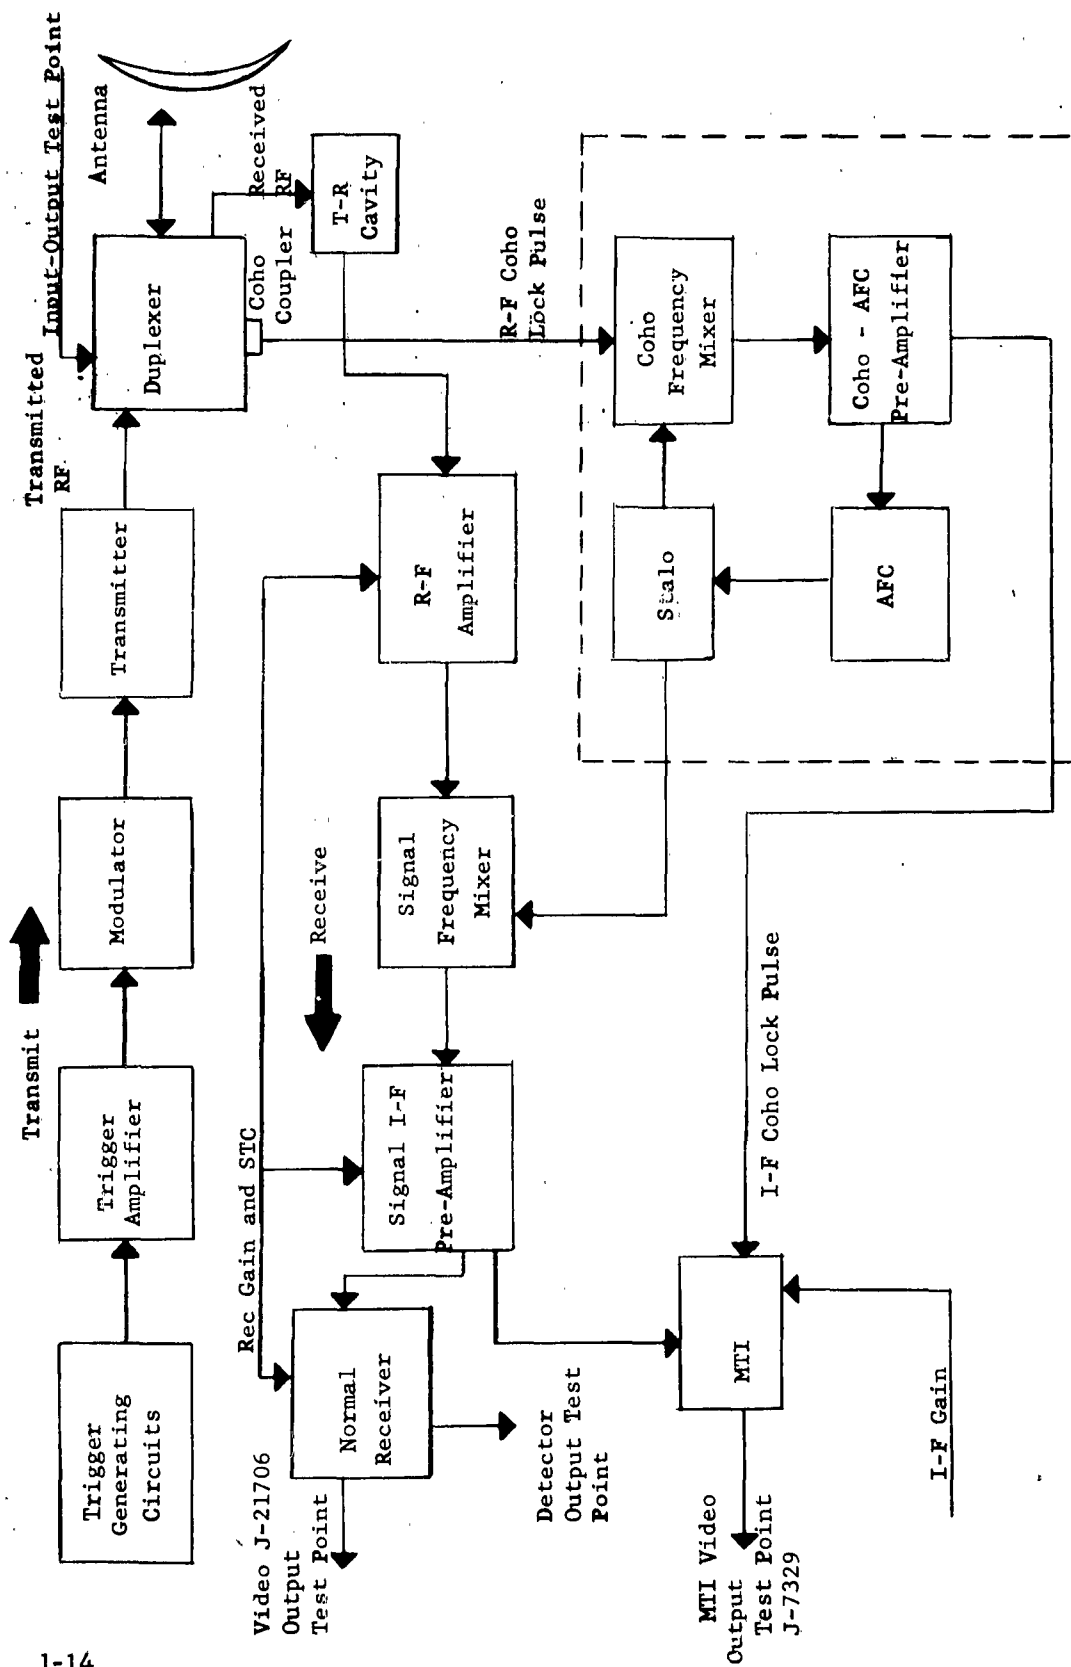 Transmit
Trigger
Generating
Circuits
Trigger
Amplifier
Modulator
Transmitter
Transmitted
RF
Input-Output Test Point
Duplexer
Antenna
Coho
Coupler
Received
RF
T-R
Cavity
Rec Gain and STC
Receive
Video J-21706
Output
Test Point
Normal
Receiver
Detector
Output Test
Point
Signal I-F
Pre-Amplifier
Signal
Frequency
Mixer
R-F
Amplifier
R-F Coho
Lock Pulse
Stalo
Coho
Frequency
Mixer
AFC
Coho - AFC
Pre-Amplifier
MTI Video
Output
Test Point
J-7329
MTI
I-F Coho Lock Pulse
I-F Gain
1-14